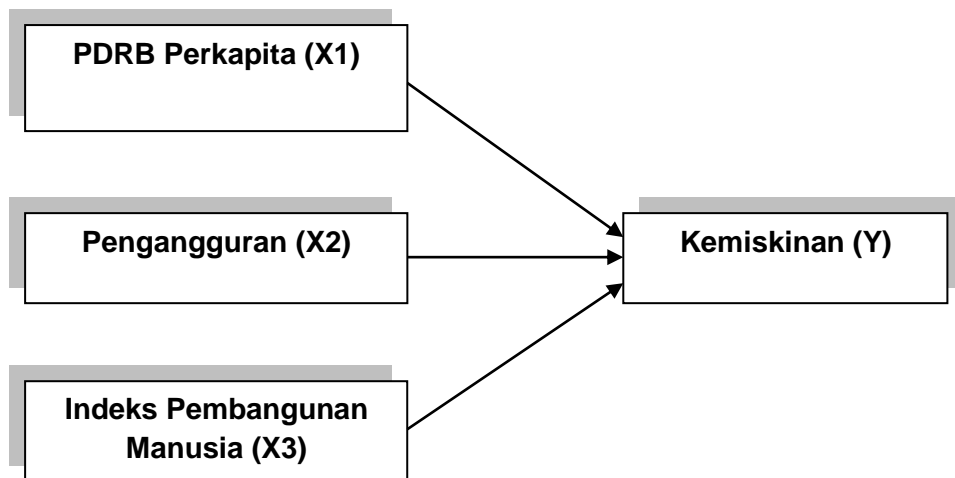 PDRB Perkapita (X1)
Pengangguran (X2)
Kemiskinan (Y)
Indeks Pembangunan
Manusia (X3)